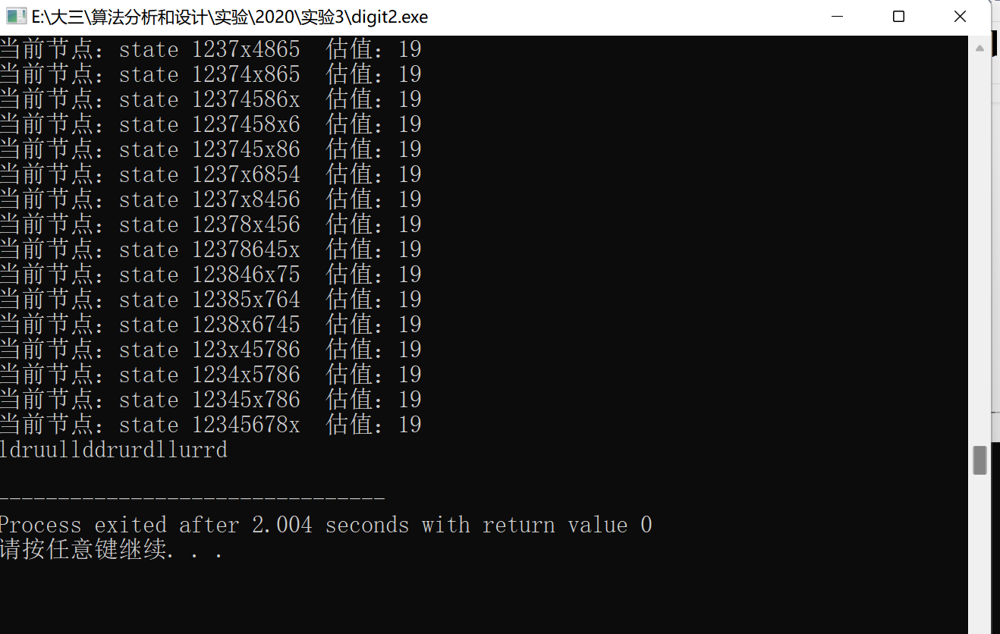 E:\大三\算法分析和设计\实验\2020\实验3\digit2.exe
当前节点：state 1237x4865  估值：19
当前节点：state 12374x865  估值：19
当前节点：state 12374586x  估值：19
当前节点：state 1237458x6  估值：19
当前节点：state 123745x86  估值：19
当前节点：state 1237x6854  估值：19
当前节点：state 1237x8456  估值：19
当前节点：state 12378x456  估值：19
当前节点：state 12378645x  估值：19
当前节点：state 123846x75  估值：19
当前节点：state 12385x764  估值：19
当前节点：state 1238x6745  估值：19
当前节点：state 123x45786  估值：19
当前节点：state 1234x5786  估值：19
当前节点：state 12345x786  估值：19
当前节点：state 12345678x  估值：19
ldruullddrurdllurrd
--------------------------------
Process exited after 2.004 seconds with return value 0
请按任意键继续. . .